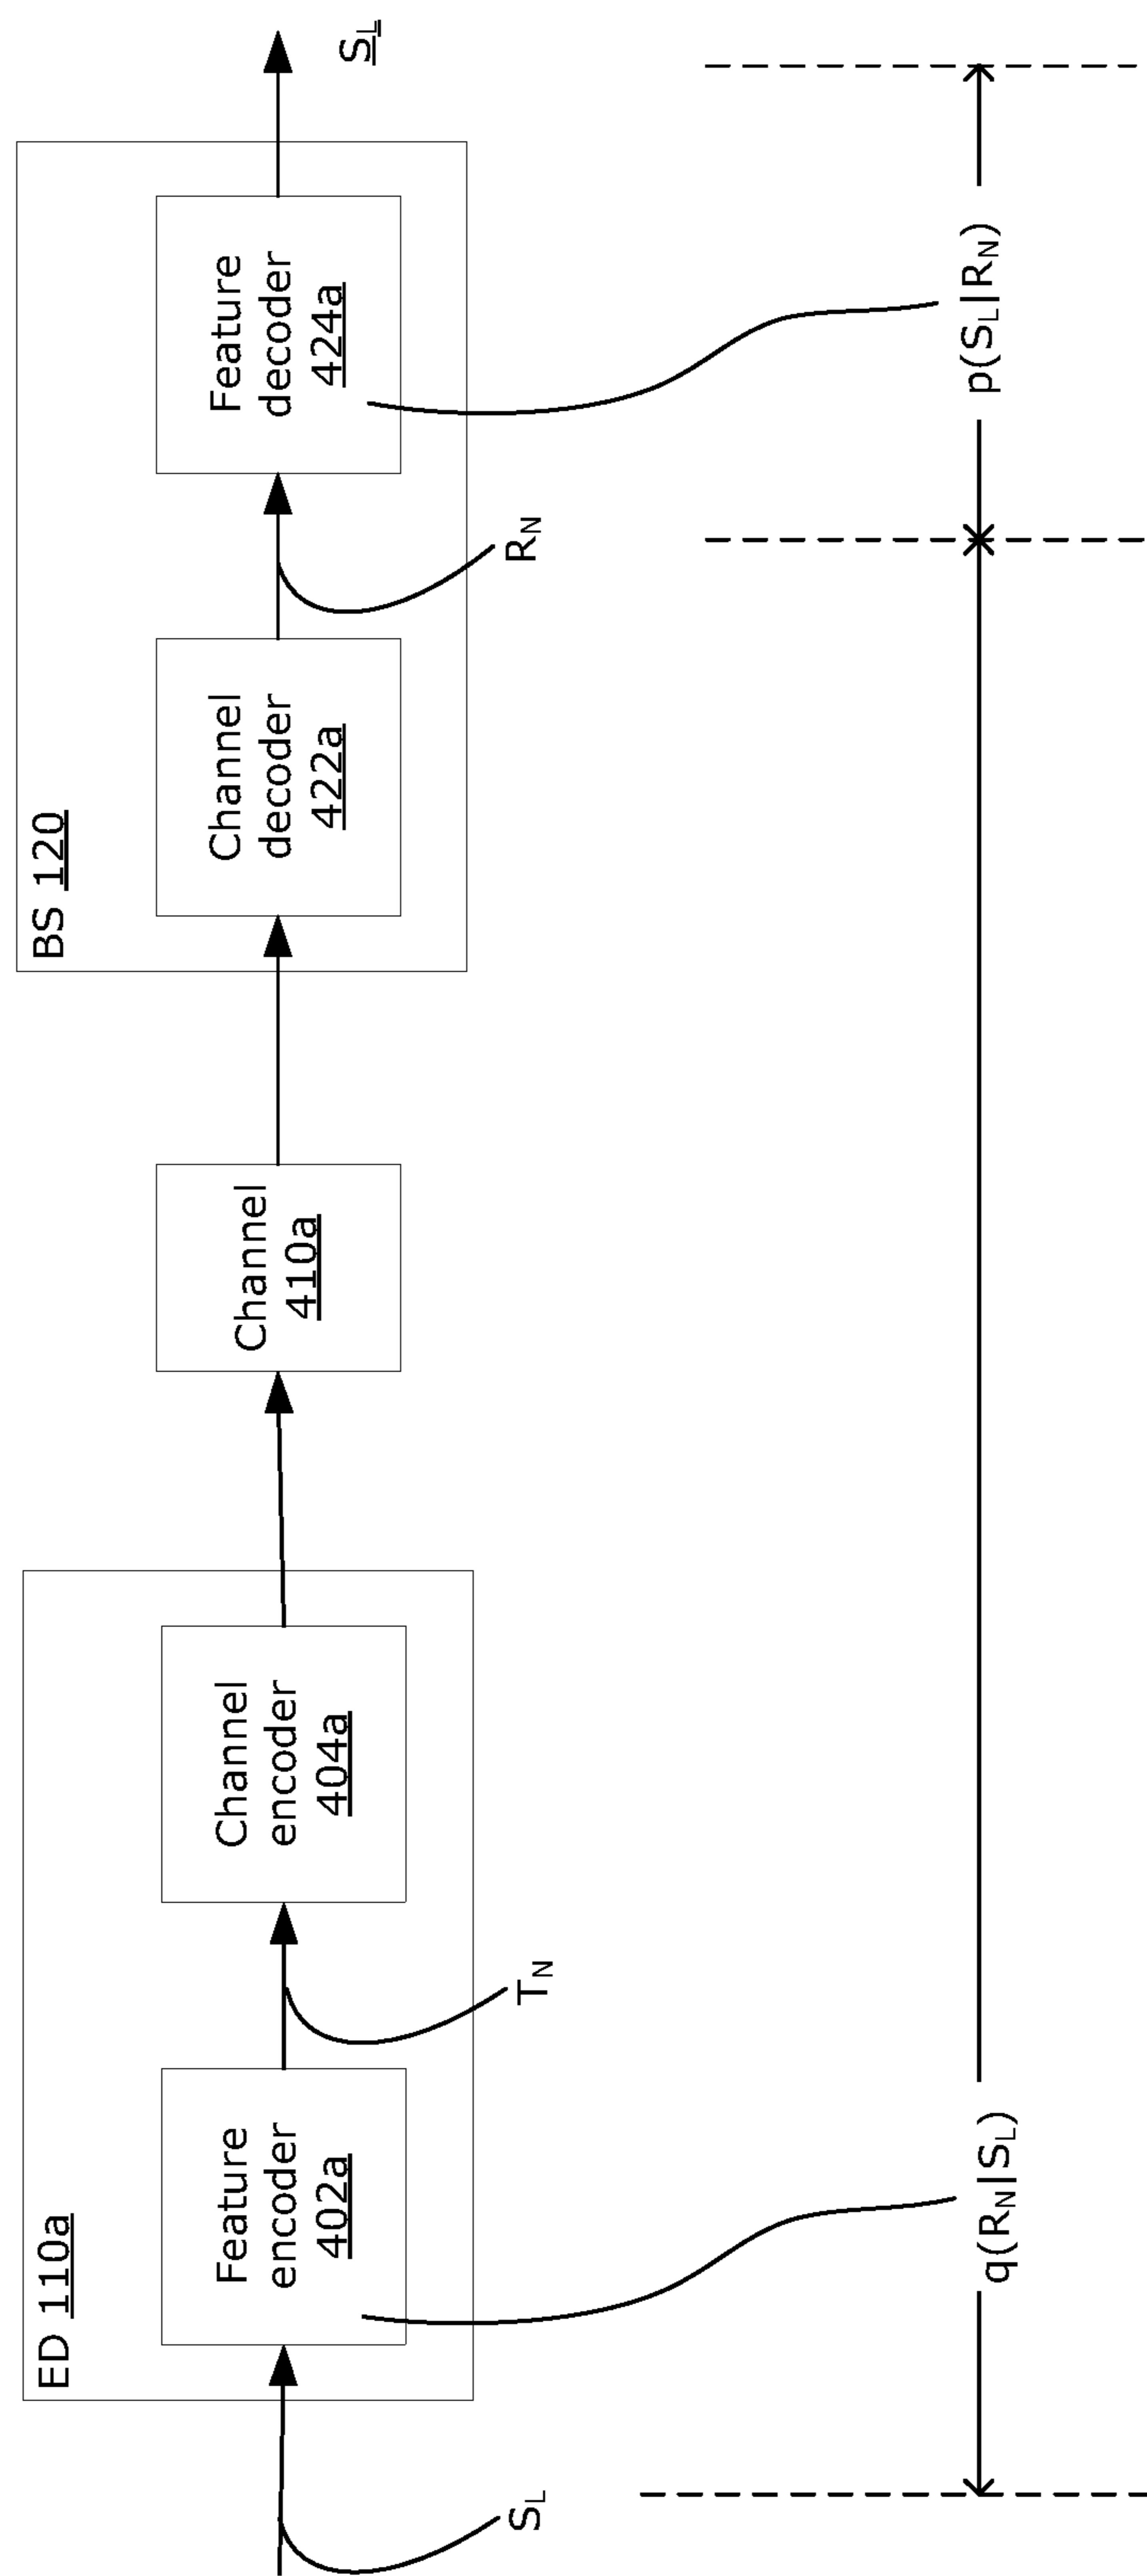 ED 110a
BS 120
Feature
encoder
402a
Channel
encoder
404a
Channel
410a
Channel
decoder
422a
Feature
decoder
424a
S_L
S_L
T_N
R_N
q(R_N|S_L)
p(S_L|R_N)